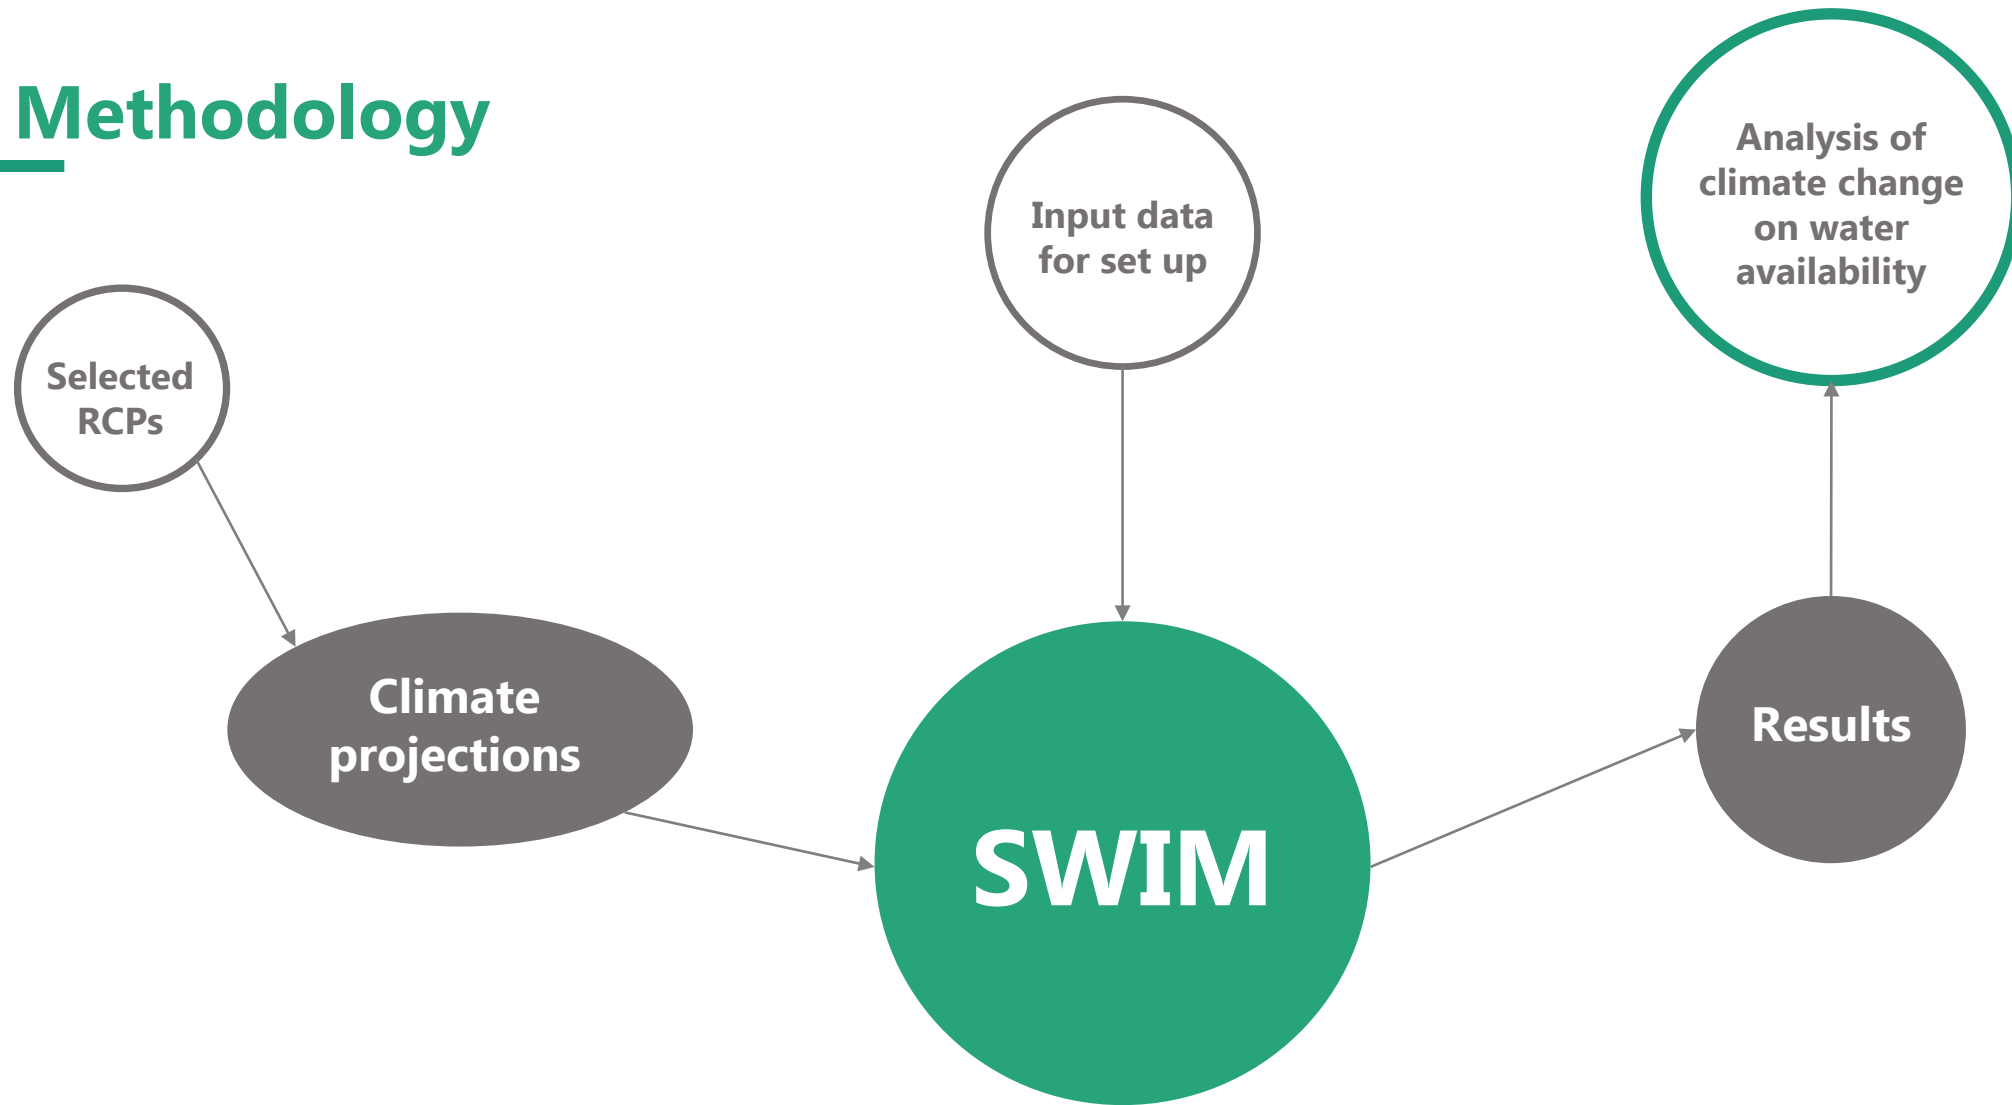 Methodology
Selected
RCPs
Climate
projections
Input data
for set up
SWIM
Results
Analysis of
climate change
on water
availability